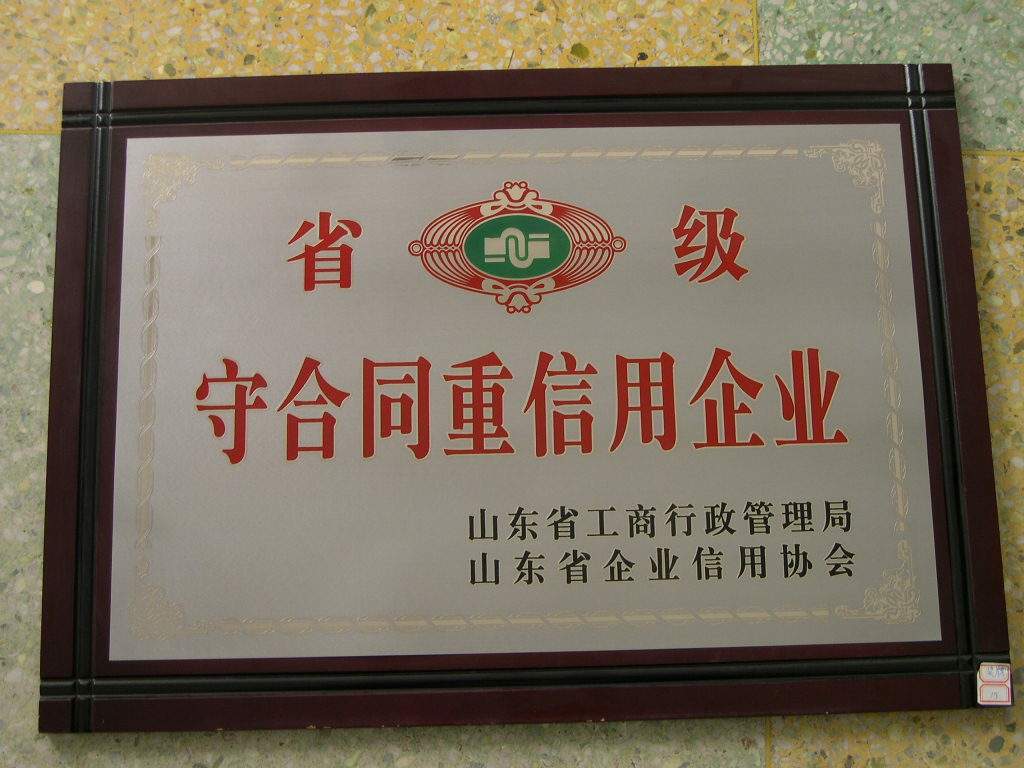 省 级
守合同重信用企业
山东省工商行政管理局
山东省企业信用协会